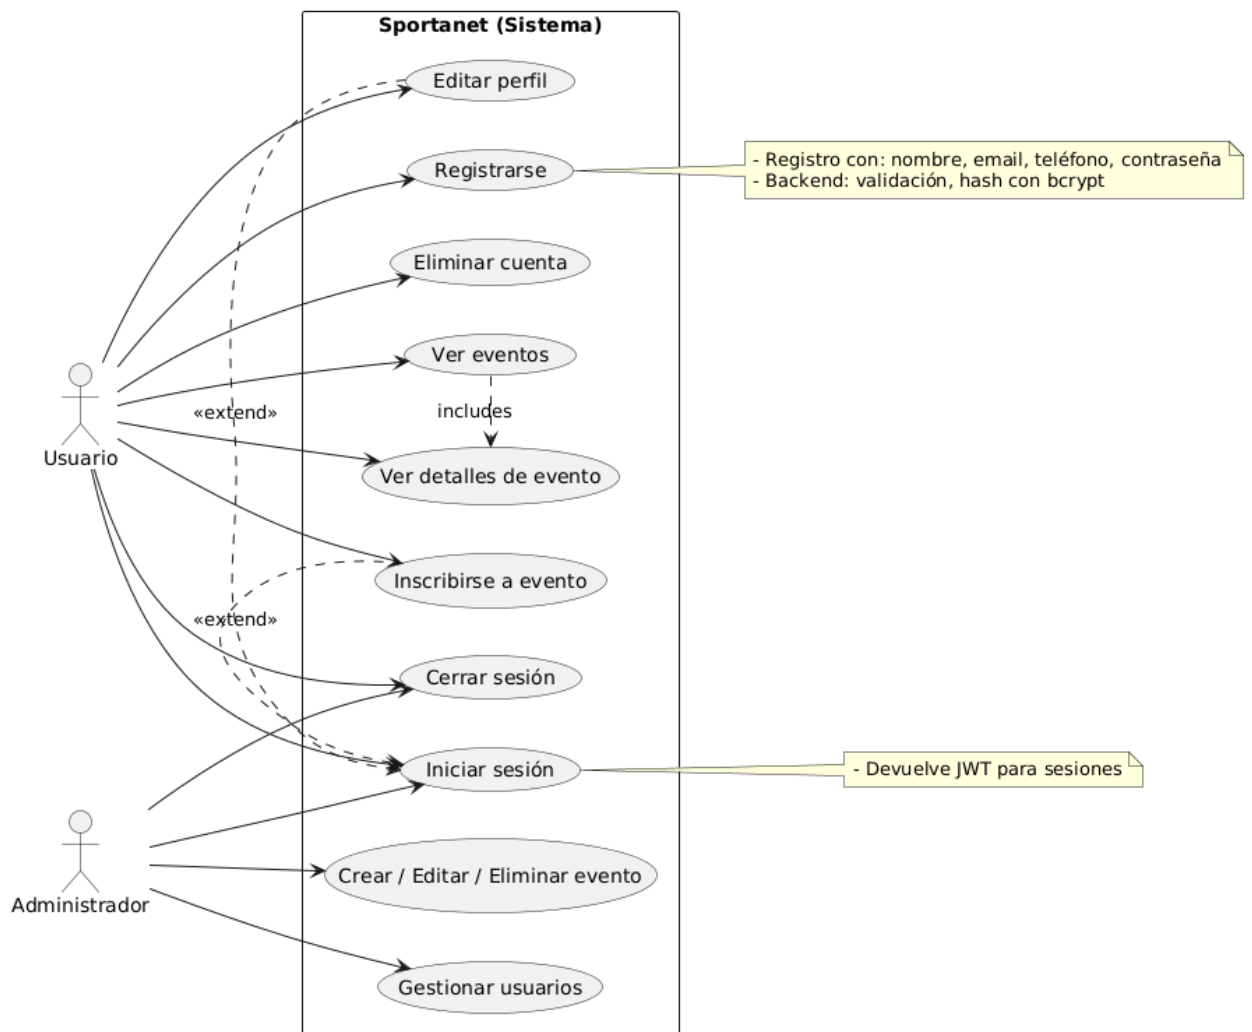 Sportanet (Sistema)
Editar perfil
Registrarse
- Registro con: nombre, email, teléfono, contraseña
- Backend: validación, hash con bcrypt
Eliminar cuenta
Ver eventos
«extend»
includes
Usuario
Ver detalles de evento
Inscribirse a evento
«extend»
Cerrar sesión
Iniciar sesión
- Devuelve JWT para sesiones
Crear / Editar / Eliminar evento
Administrador
Gestionar usuarios